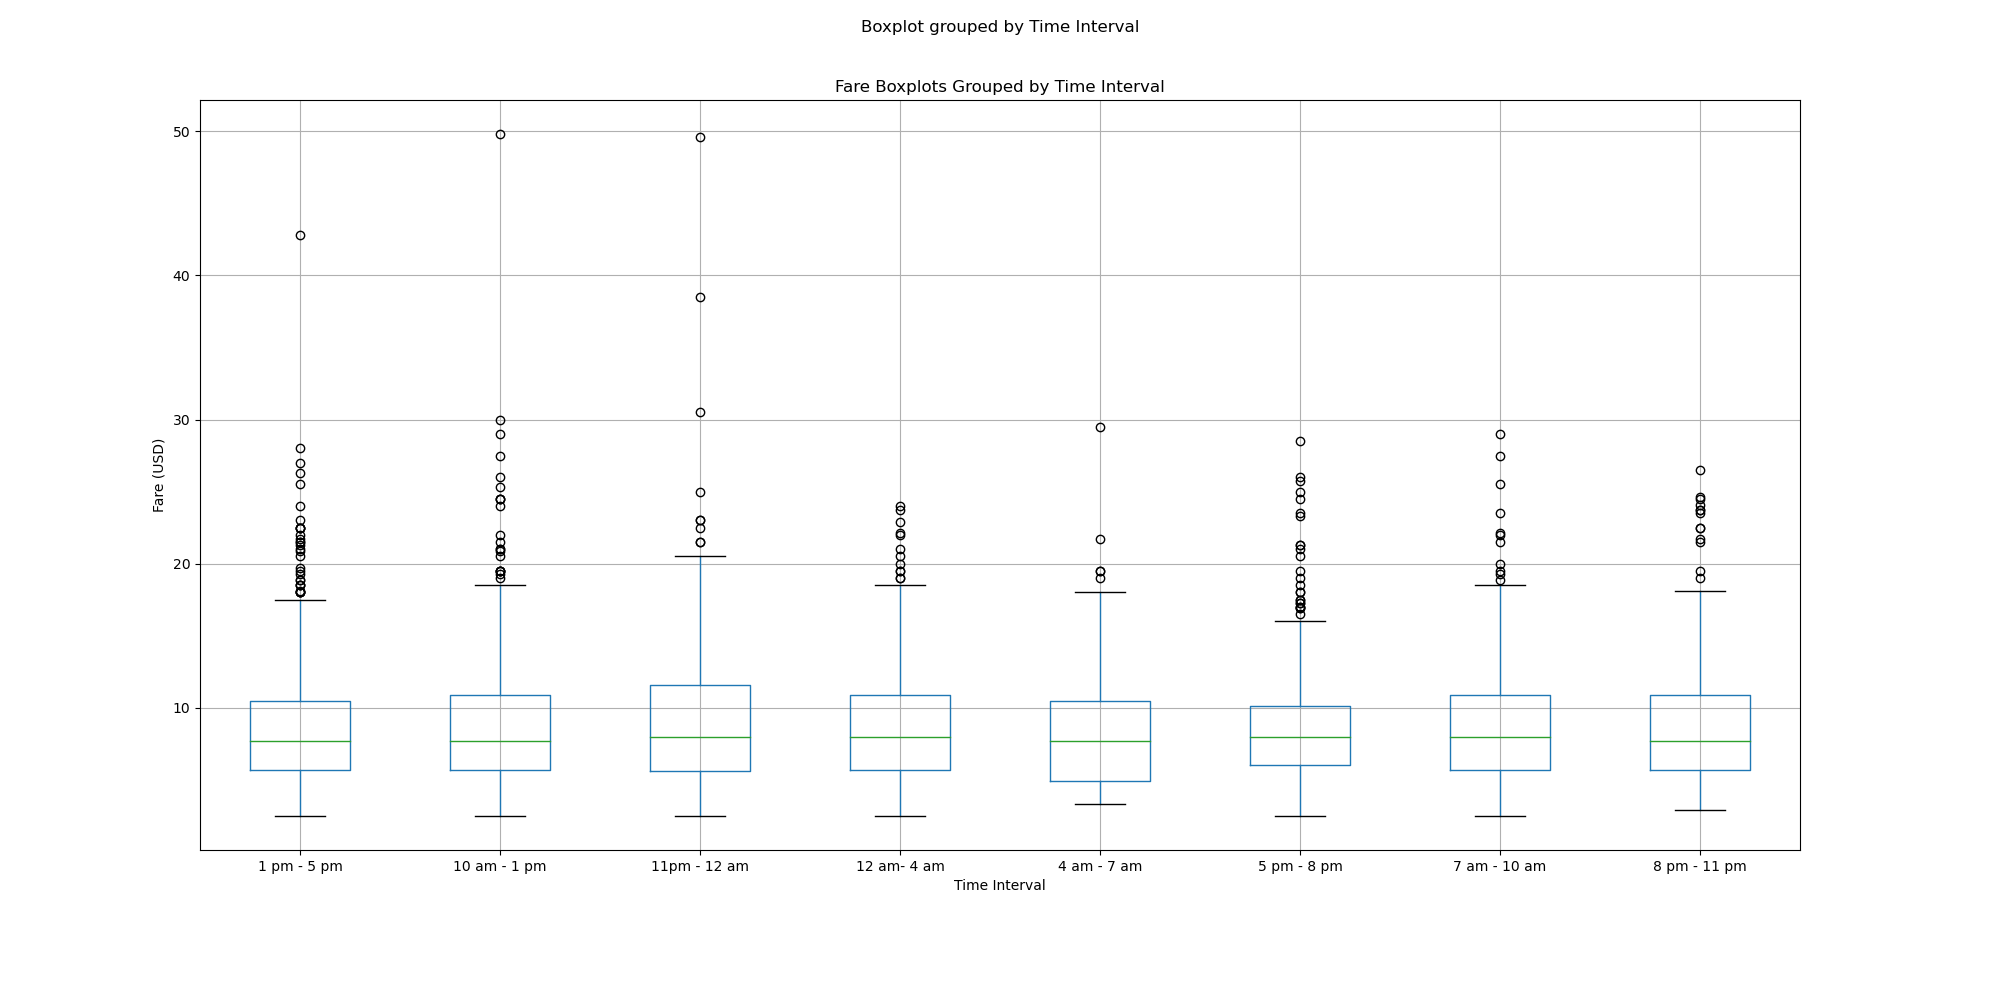 Boxplot grouped by Time Interval
Fare Boxplots Grouped by Time Interval
50
40
30
20
10
Fare (USD)
1 pm - 5 pm
10 am - 1 pm
11pm - 12 am
12 am- 4 am
4 am - 7 am
5 pm - 8 pm
7 am - 10 am
8 pm - 11 pm
Time Interval